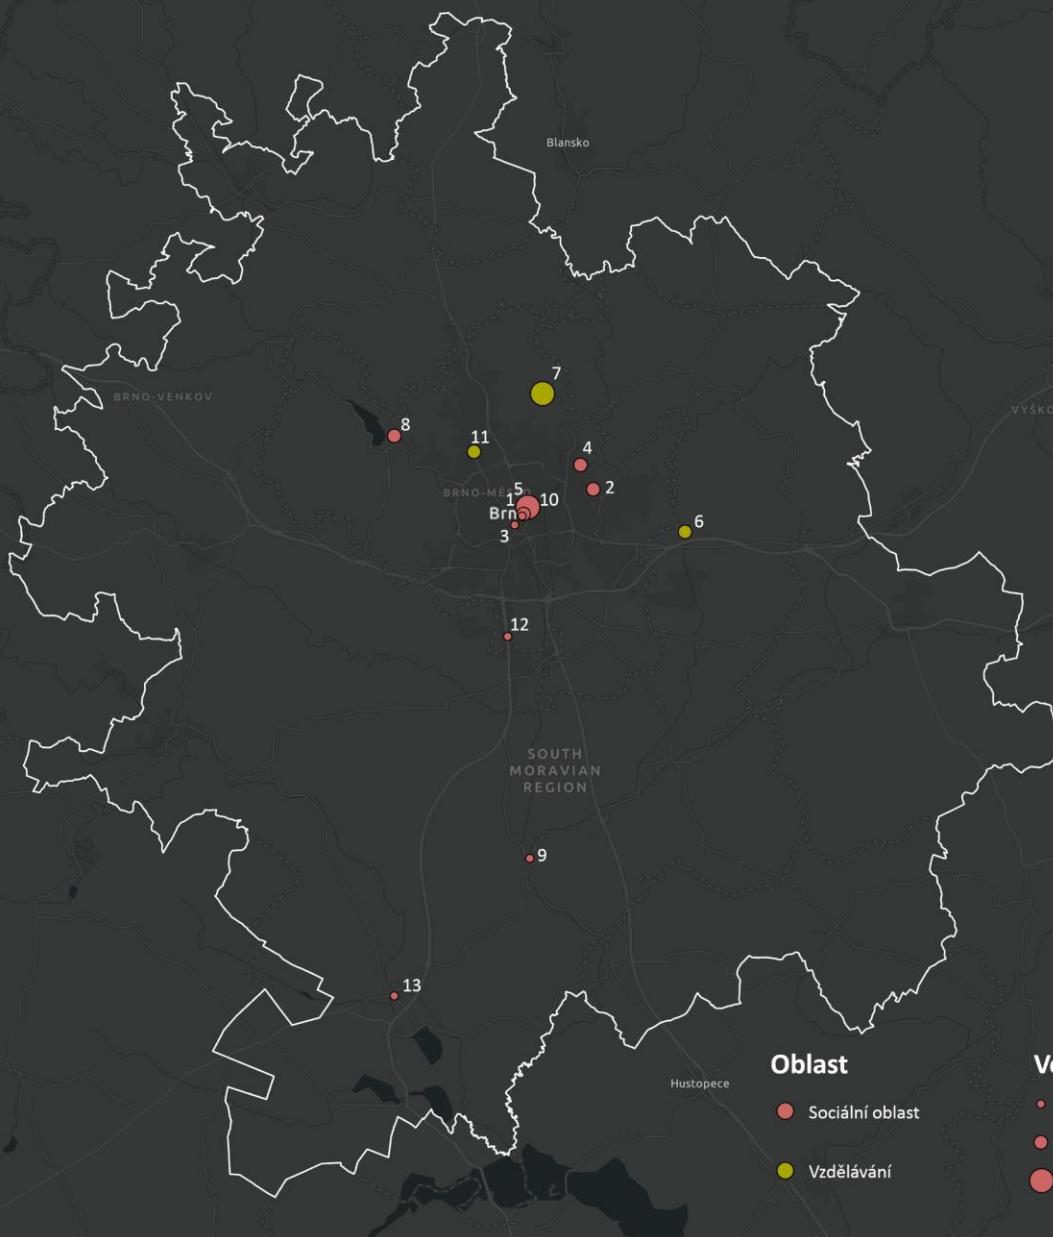 Blansko
BRNO-VENKOV
7
8
11
4
BRNO-MĚ
5
2
1
10
Brn
3
6
12
SOUTH
MORAVIAN
REGION
9
13
Oblast
Hustopece
Sociální oblast
Vzdělávání